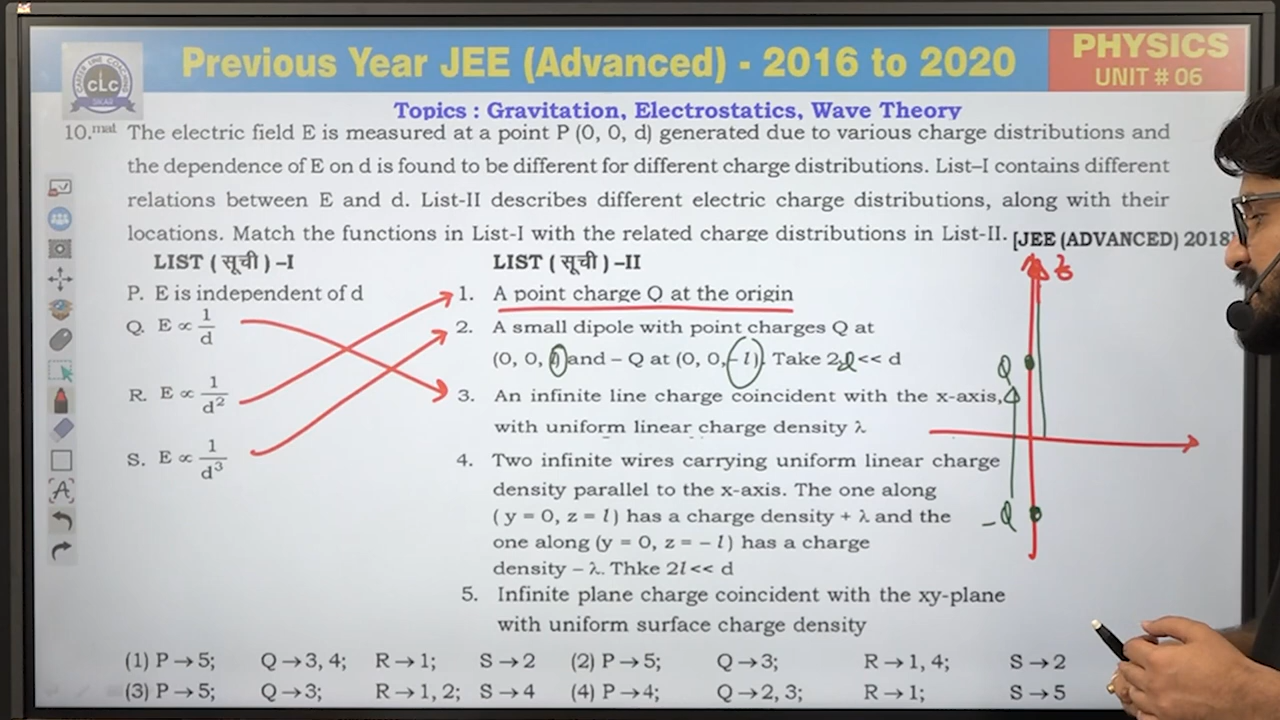 Previous Year JEE (Advanced) - 2016 to 2020
PHYSICS
UNIT # 06
CAREER LINE COACHING
CLC
SIKAR
Topics : Gravitation, Electrostatics, Wave Theory
10.mat The electric field E is measured at a point P (0, 0, d) generated due to various charge distributions and
the dependence of E on d is found to be different for different charge distributions. List–I contains different
relations between E and d. List-II describes different electric charge distributions, along with their
locations. Match the functions in List-I with the related charge distributions in List-II. [JEE (ADVANCED) 2018]
LIST ( सूची ) –I LIST ( सूची ) –II
P. E is independent of d 1. A point charge Q at the origin
Q. E ∝ 1/d 2. A small dipole with point charges Q at
(0, 0, l) and – Q at (0, 0, – l). Take 2l << d
R. E ∝ 1/d² 3. An infinite line charge coincident with the x-axis,
with uniform linear charge density λ
S. E ∝ 1/d³ 4. Two infinite wires carrying uniform linear charge
density parallel to the x-axis. The one along
( y = 0, z = l ) has a charge density + λ and the
one along (y = 0, z = – l ) has a charge
density – λ. Thke 2l << d
5. Infinite plane charge coincident with the xy-plane
with uniform surface charge density
(1) P → 5; Q → 3, 4; R → 1; S → 2 (2) P → 5; Q → 3; R → 1, 4; S → 2
(3) P → 5; Q → 3; R → 1, 2; S → 4 (4) P → 4; Q → 2, 3; R → 1; S → 5
Q
-Q